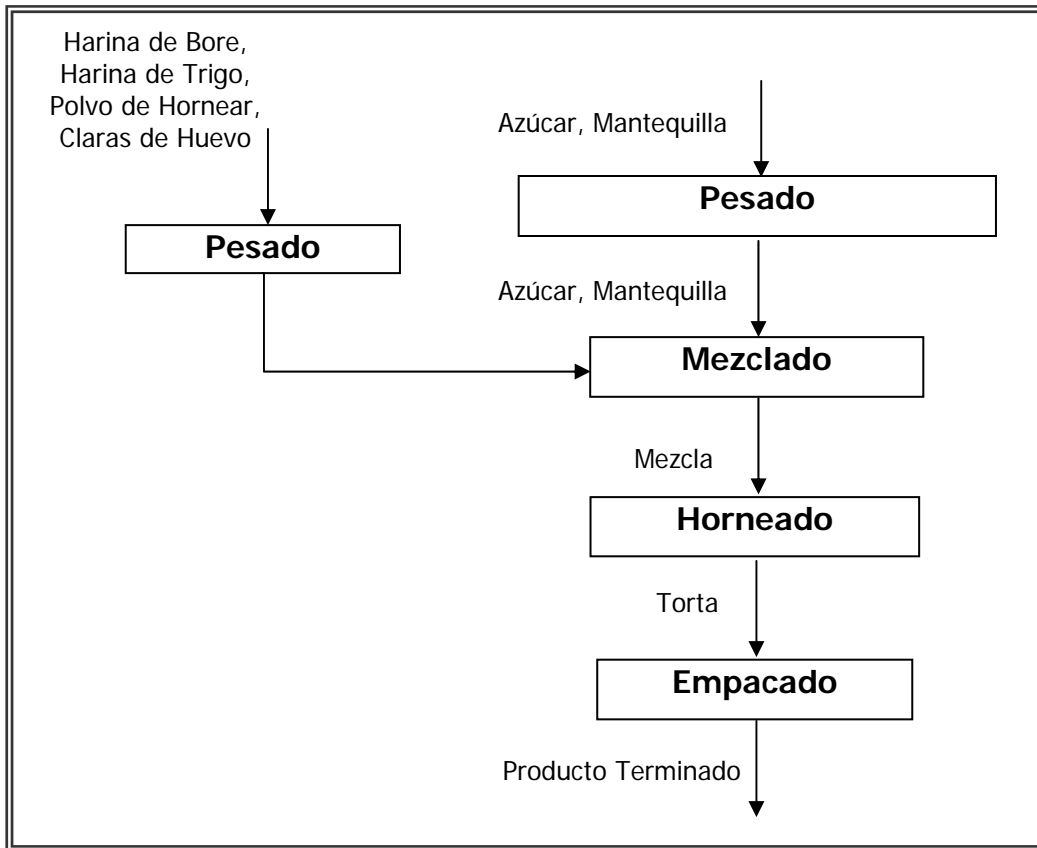 Harina de Bore,
Harina de Trigo,
Polvo de Hornear,
Claras de Huevo
Pesado
Azúcar, Mantequilla
Pesado
Azúcar, Mantequilla
Mezclado
Mezcla
Horneado
Torta
Empacado
Producto Terminado